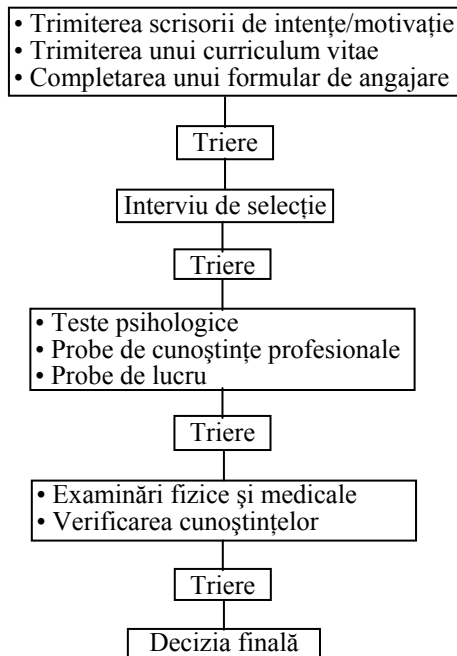 • Trimiterea scrisorii de intenţe/motivaţie
• Trimiterea unui curriculum vitae
• Completarea unui formular de angajare
Triere
Interviu de selecţie
Triere
• Teste psihologice
• Probe de cunoştinţe profesionale
• Probe de lucru
Triere
• Examinări fizice şi medicale
• Verificarea cunoştinţelor
Triere
Decizia finală